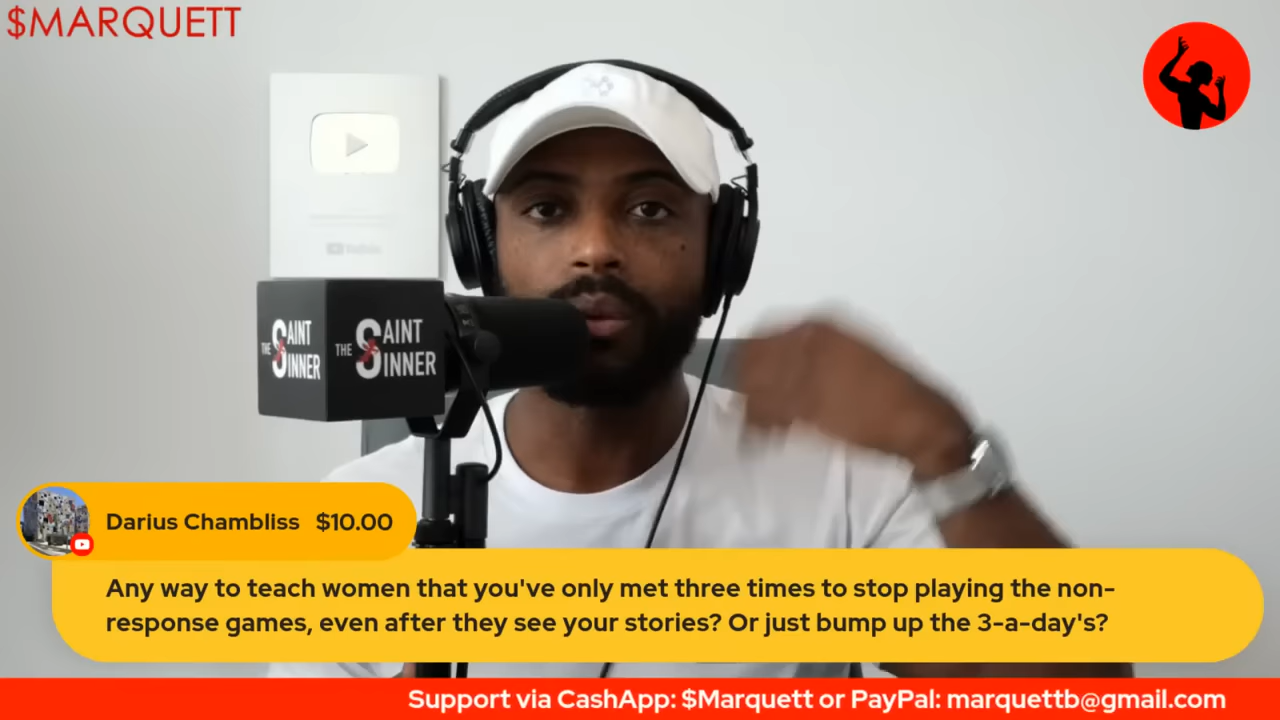 $MARQUETT
THE SAINT SINNER
THE SAINT SINNER
Darius Chambliss $10.00
Any way to teach women that you've only met three times to stop playing the non-
response games, even after they see your stories? Or just bump up the 3-a-day's?
Support via CashApp: $Marquett or PayPal: marquettb@gmail.com